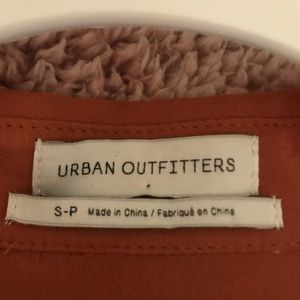 URBAN OUTFITTERS
S-P Made in China / Fabriqué en Chine